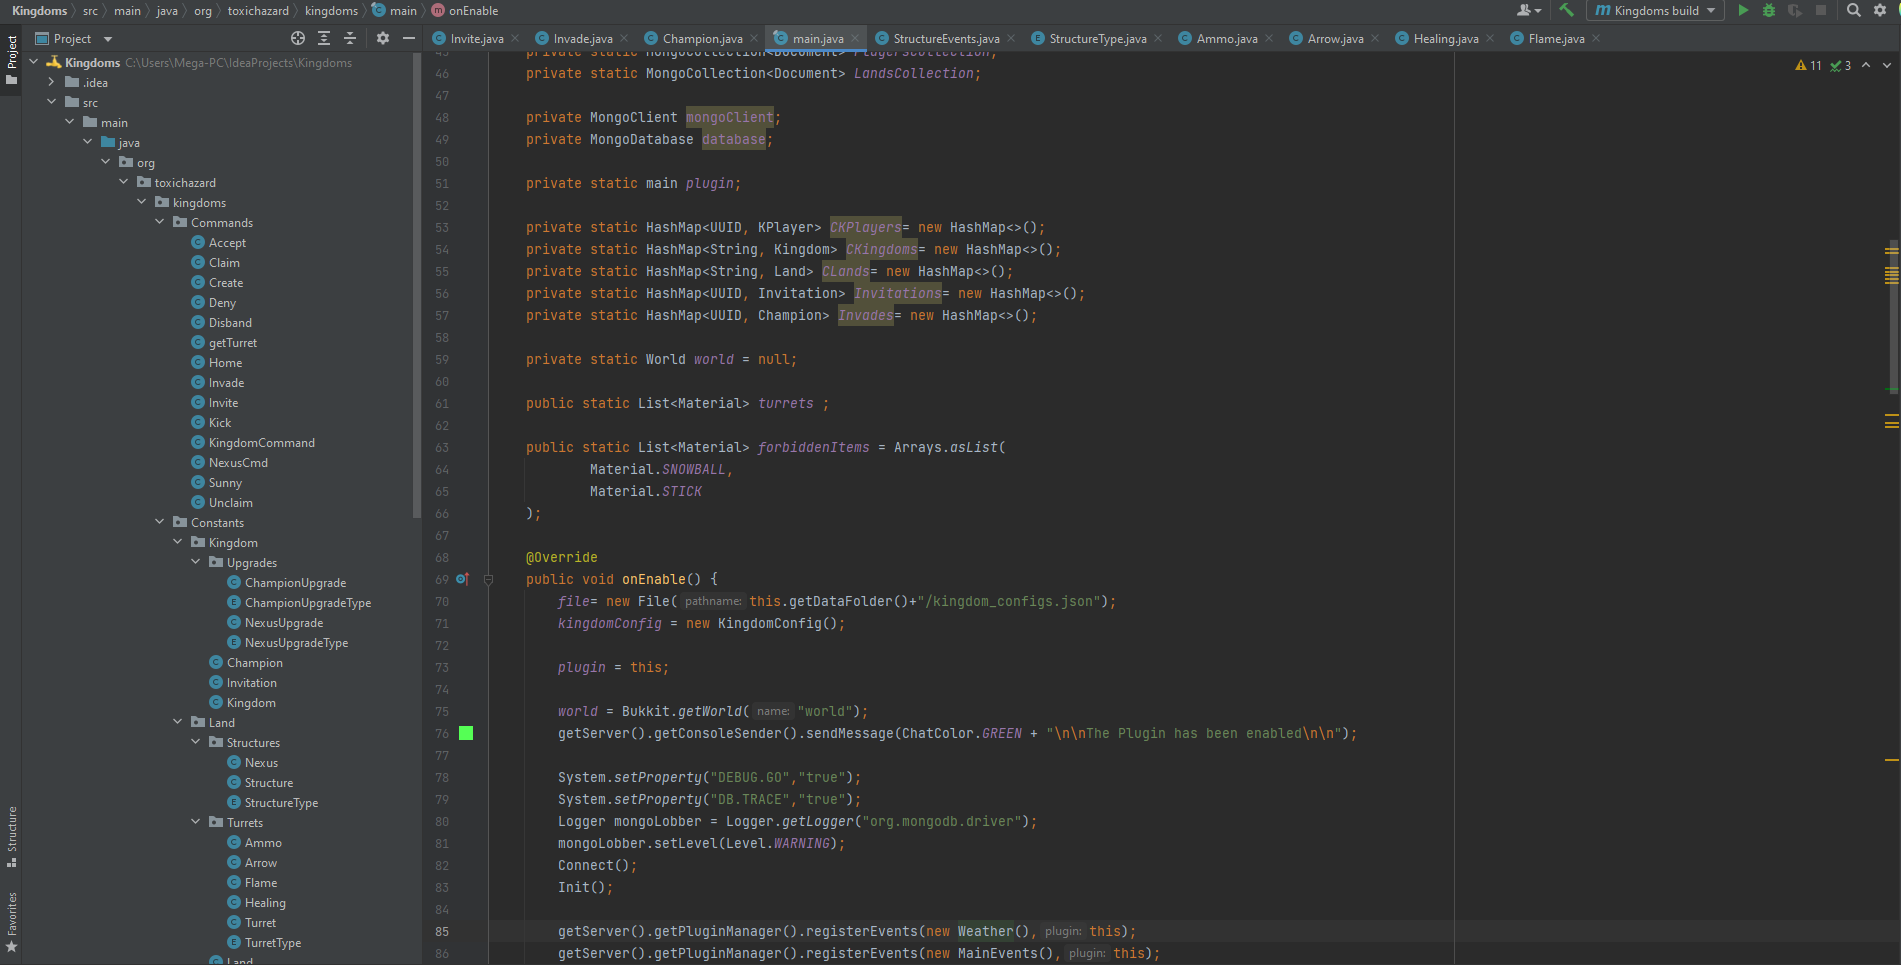 Kingdoms src main java org toxichazard kingdoms main onEnable
Kingdoms build
Project
Project
Structure
Favorites
Invite.java Invade.java Champion.java main.java StructureEvents.java StructureType.java Ammo.java Arrow.java Healing.java Flame.java
Kingdoms C:\Users\Mega-PC\IdeaProjects\Kingdoms
.idea
src
main
java
org
toxichazard
kingdoms
Commands
Accept
Claim
Create
Deny
Disband
getTurret
Home
Invade
Invite
Kick
KingdomCommand
NexusCmd
Sunny
Unclaim
Constants
Kingdom
Upgrades
ChampionUpgrade
ChampionUpgradeType
NexusUpgrade
NexusUpgradeType
Champion
Invitation
Kingdom
Land
Structures
Nexus
Structure
StructureType
Turrets
Ammo
Arrow
Flame
Healing
Turret
TurretType
Land
11 3
46 private static MongoCollection<Document> LandsCollection;
47
48 private MongoClient mongoClient;
49 private MongoDatabase database;
50
51 private static main plugin;
52
53 private static HashMap<UUID, KPlayer> CKPlayers= new HashMap<>();
54 private static HashMap<String, Kingdom> CKingdoms= new HashMap<>();
55 private static HashMap<String, Land> CLands= new HashMap<>();
56 private static HashMap<UUID, Invitation> Invitations= new HashMap<>();
57 private static HashMap<UUID, Champion> Invades= new HashMap<>();
58
59 private static World world = null;
60
61 public static List<Material> turrets ;
62
63 public static List<Material> forbiddenItems = Arrays.asList(
64 Material.SNOWBALL,
65 Material.STICK
66 );
67
68 @Override
69 public void onEnable() {
70 file= new File( pathname: this.getDataFolder()+"/kingdom_configs.json");
71 kingdomConfig = new KingdomConfig();
72
73 plugin = this;
74
75 world = Bukkit.getWorld( name: "world");
76 getServer().getConsoleSender().sendMessage(ChatColor.GREEN + "\n\nThe Plugin has been enabled\n\n");
77
78 System.setProperty("DEBUG.GO","true");
79 System.setProperty("DB.TRACE","true");
80 Logger mongoLobber = Logger.getLogger("org.mongodb.driver");
81 mongoLobber.setLevel(Level.WARNING);
82 Connect();
83 Init();
84
85 getServer().getPluginManager().registerEvents(new Weather(), plugin: this);
86 getServer().getPluginManager().registerEvents(new MainEvents(), plugin: this);